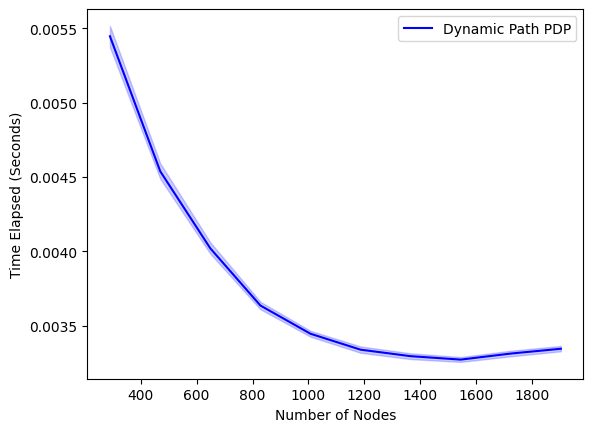 Dynamic Path PDP
0.0055
0.0050
0.0045
0.0040
0.0035
Time Elapsed (Seconds)
400 600 800 1000 1200 1400 1600 1800
Number of Nodes